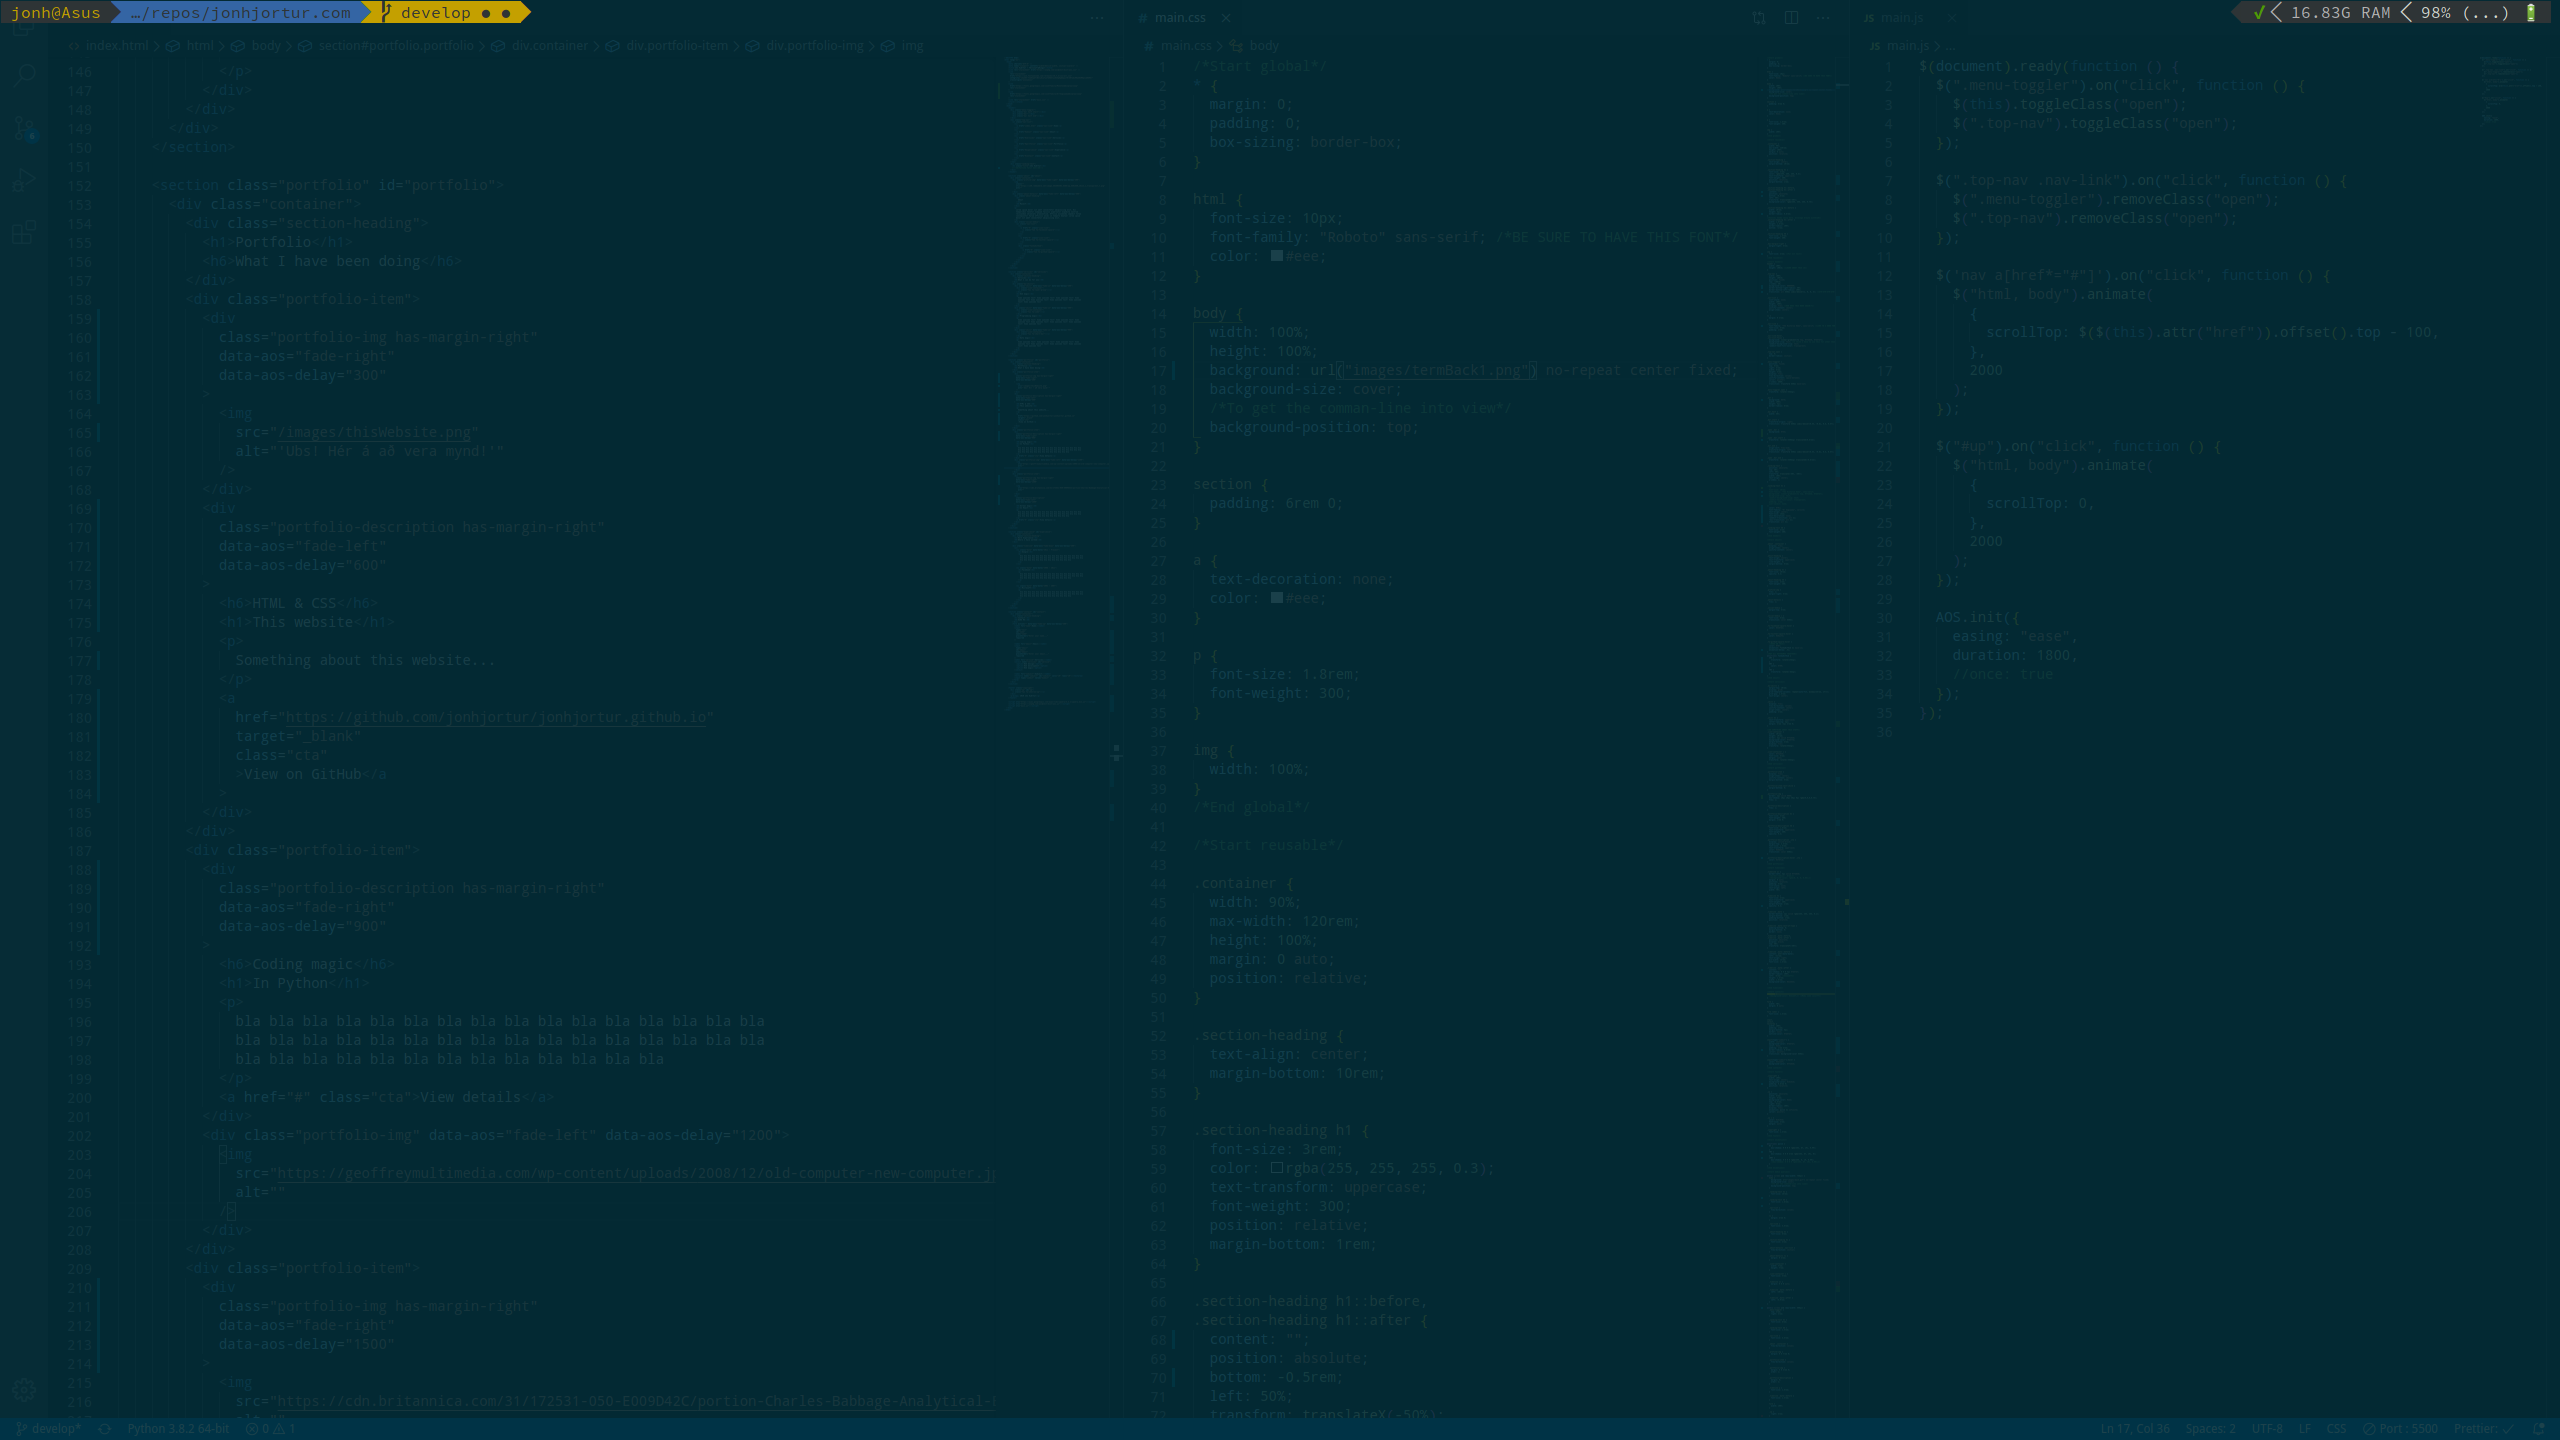 jonh@Asus …/repos/jonhjortur.com develop ● ●
✓ 16.83G RAM 98% (...)
index.html > html > body > section#portfolio.portfolio > div.container > div.portfolio-item > div.portfolio-img > img
146 </p>
147 </div>
148 </div>
149 </div>
150 </section>
151
152 <section class="portfolio" id="portfolio">
153 <div class="container">
154 <div class="section-heading">
155 <h1>Portfolio</h1>
156 <h6>What I have been doing</h6>
157 </div>
158 <div class="portfolio-item">
159 <div
160 class="portfolio-img has-margin-right"
161 data-aos="fade-right"
162 data-aos-delay="300"
163 >
164 <img
165 src="/images/thisWebsite.png"
166 alt="'Úbs! Hér á að vera mynd!'"
167 />
168 </div>
169 <div
170 class="portfolio-description has-margin-right"
171 data-aos="fade-left"
172 data-aos-delay="600"
173 >
174 <h6>HTML & CSS</h6>
175 <h1>This website</h1>
176 <p>
177 Something about this website...
178 </p>
179 <a
180 href="https://github.com/jonhjortur/jonhjortur.github.io"
181 target="_blank"
182 class="cta"
183 >View on GitHub</a
184 >
185 </div>
186 </div>
187 <div class="portfolio-item">
188 <div
189 class="portfolio-description has-margin-right"
190 data-aos="fade-right"
191 data-aos-delay="900"
192 >
193 <h6>Coding magic</h6>
194 <h1>In Python</h1>
195 <p>
196 bla bla bla bla bla bla bla bla bla bla bla bla bla bla bla bla
197 bla bla bla bla bla bla bla bla bla bla bla bla bla bla bla bla
198 bla bla bla bla bla bla bla bla bla bla bla bla bla
199 </p>
200 <a href="#" class="cta">View details</a>
201 </div>
202 <div class="portfolio-img" data-aos="fade-left" data-aos-delay="1200">
203 <img
204 src="https://geoffreymultimedia.com/wp-content/uploads/2008/12/old-computer-new-computer.j
205 alt=""
206 />
207 </div>
208 </div>
209 <div class="portfolio-item">
210 <div
211 class="portfolio-img has-margin-right"
212 data-aos="fade-right"
213 data-aos-delay="1500"
214 >
215 <img
216 src="https://cdn.britannica.com/31/172531-050-E009D42C/portion-Charles-Babbage-Analytical-
# main.css ×
# main.css > body
1 /*Start global*/
2 * {
3 margin: 0;
4 padding: 0;
5 box-sizing: border-box;
6 }
7
8 html {
9 font-size: 10px;
10 font-family: "Roboto" sans-serif; /*BE SURE TO HAVE THIS FONT*/
11 color: #eee;
12 }
13
14 body {
15 width: 100%;
16 height: 100%;
17 background: url("images/termBack1.png") no-repeat center fixed;
18 background-size: cover;
19 /*To get the comman-line into view*/
20 background-position: top;
21 }
22
23 section {
24 padding: 6rem 0;
25 }
26
27 a {
28 text-decoration: none;
29 color: #eee;
30 }
31
32 p {
33 font-size: 1.8rem;
34 font-weight: 300;
35 }
36
37 img {
38 width: 100%;
39 }
40 /*End global*/
41
42 /*Start reusable*/
43
44 .container {
45 width: 90%;
46 max-width: 120rem;
47 height: 100%;
48 margin: 0 auto;
49 position: relative;
50 }
51
52 .section-heading {
53 text-align: center;
54 margin-bottom: 10rem;
55 }
56
57 .section-heading h1 {
58 font-size: 3rem;
59 color: rgba(255, 255, 255, 0.3);
60 text-transform: uppercase;
61 font-weight: 300;
62 position: relative;
63 margin-bottom: 1rem;
64 }
65
66 .section-heading h1::before,
67 .section-heading h1::after {
68 content: "";
69 position: absolute;
70 bottom: -0.5rem;
71 left: 50%;
72 transform: translateX(-50%);
JS main.js ×
JS main.js > ...
1 $(document).ready(function () {
2 $(".menu-toggler").on("click", function () {
3 $(this).toggleClass("open");
4 $(".top-nav").toggleClass("open");
5 });
6
7 $(".top-nav .nav-link").on("click", function () {
8 $(".menu-toggler").removeClass("open");
9 $(".top-nav").removeClass("open");
10 });
11
12 $('nav a[href*="#"]').on("click", function () {
13 $("html, body").animate(
14 {
15 scrollTop: $($(this).attr("href")).offset().top - 100,
16 },
17 2000
18 );
19 });
20
21 $("#up").on("click", function () {
22 $("html, body").animate(
23 {
24 scrollTop: 0,
25 },
26 2000
27 );
28 });
29
30 AOS.init({
31 easing: "ease",
32 duration: 1800,
33 //once: true
34 });
35 });
36
develop* Python 3.8.2 64-bit 0 1
Ln 17, Col 36 Spaces: 2 UTF-8 LF CSS Port : 5500 Prettier: ✓